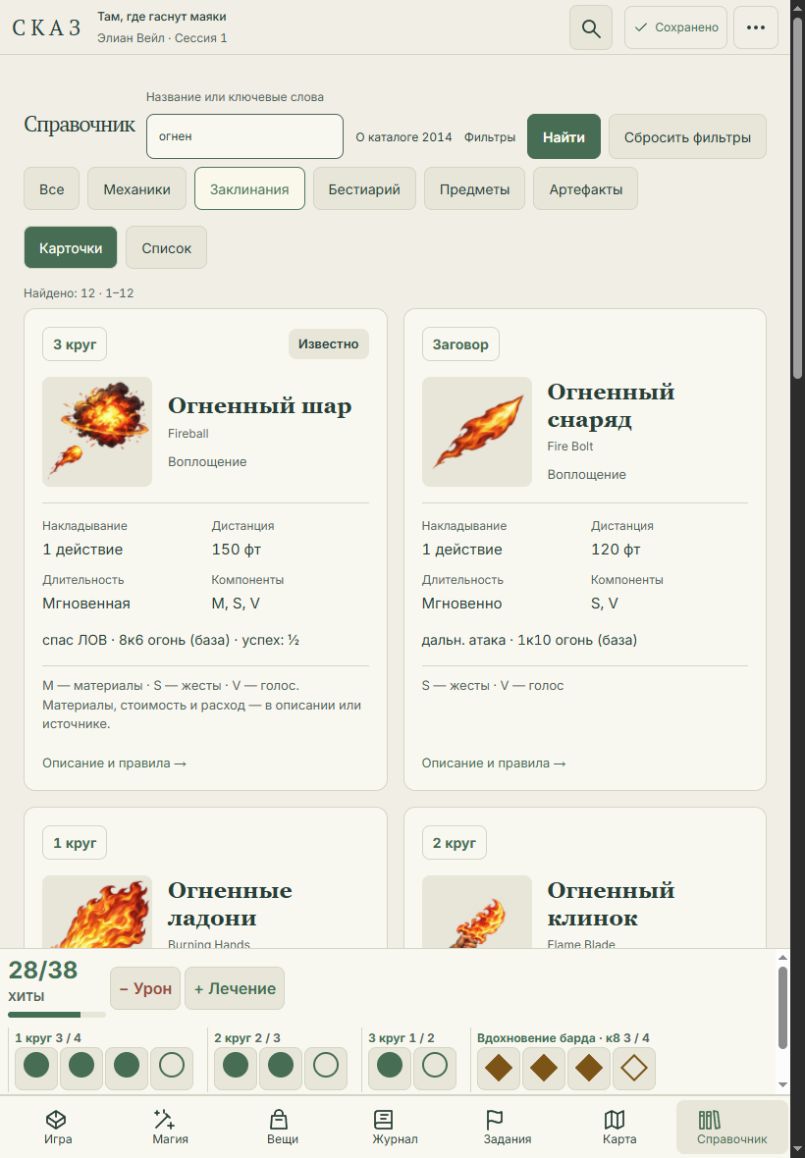 СКАЗ
Там, где гаснут маяки
Элиан Вейл · Сессия 1
Сохранено
Справочник
Название или ключевые слова
огнен
О каталоге 2014
Фильтры
Найти
Сбросить фильтры
Все
Механики
Заклинания
Бестиарий
Предметы
Артефакты
Карточки
Список
Найдено: 12 · 1–12
3 круг
Известно
Огненный шар
Fireball
Воплощение
Накладывание
Дистанция
1 действие
150 фт
Длительность
Компоненты
Мгновенная
M, S, V
спас ЛОВ · 8к6 огонь (база) · успех: ½
M — материалы · S — жесты · V — голос.
Материалы, стоимость и расход — в описании или
источнике.
Описание и правила →
Заговор
Огненный
снаряд
Fire Bolt
Воплощение
Накладывание
Дистанция
1 действие
120 фт
Длительность
Компоненты
Мгновенно
S, V
дальн. атака · 1к10 огонь (база)
S — жесты · V — голос
Описание и правила →
1 круг
Огненные
ладони
Burning Hands
2 круг
Огненный
клинок
Flame Blade
28/38
ХИТЫ
− Урон
+ Лечение
1 круг 3 / 4
2 круг 2 / 3
3 круг 1 / 2
Вдохновение барда · к8 3 / 4
Игра
Магия
Вещи
Журнал
Задания
Карта
Справочник